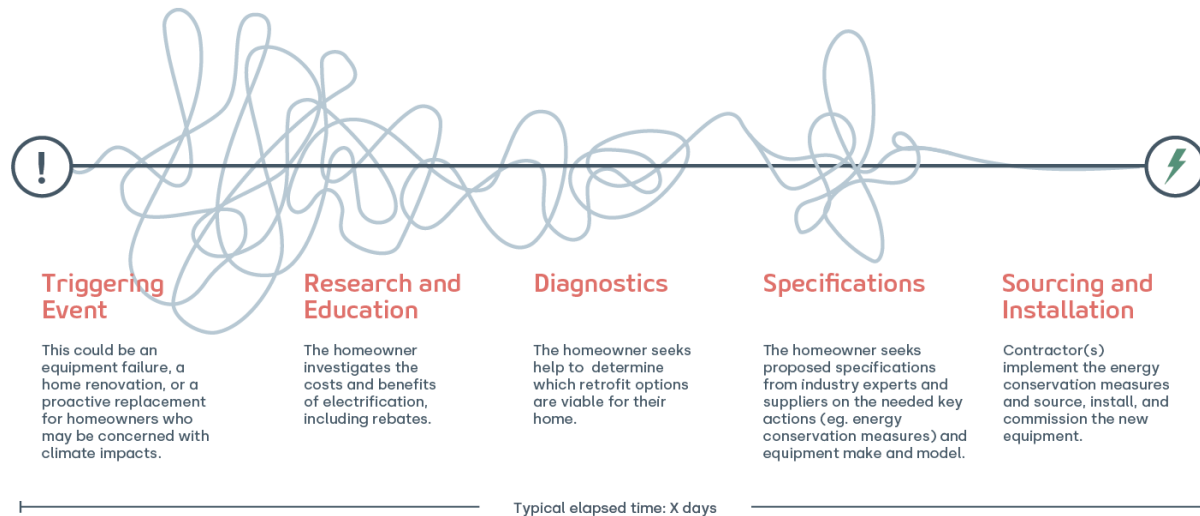 !
Triggering
Event
This could be an
equipment failure, a
home renovation, or a
proactive replacement
for homeowners who
may be concerned with
climate impacts.
Research and
Education
The homeowner
investigates the
costs and benefits
of electrification,
including rebates.
Diagnostics
The homeowner seeks
help to determine
which retrofit options
are viable for their
home.
Specifications
The homeowner seeks
proposed specifications
from industry experts and
suppliers on the needed key
actions (eg. energy
conservation measures) and
equipment make and model.
Sourcing and
Installation
Contractor(s)
implement the energy
conservation measures
and source, install, and
commission the new
equipment.
Typical elapsed time: X days